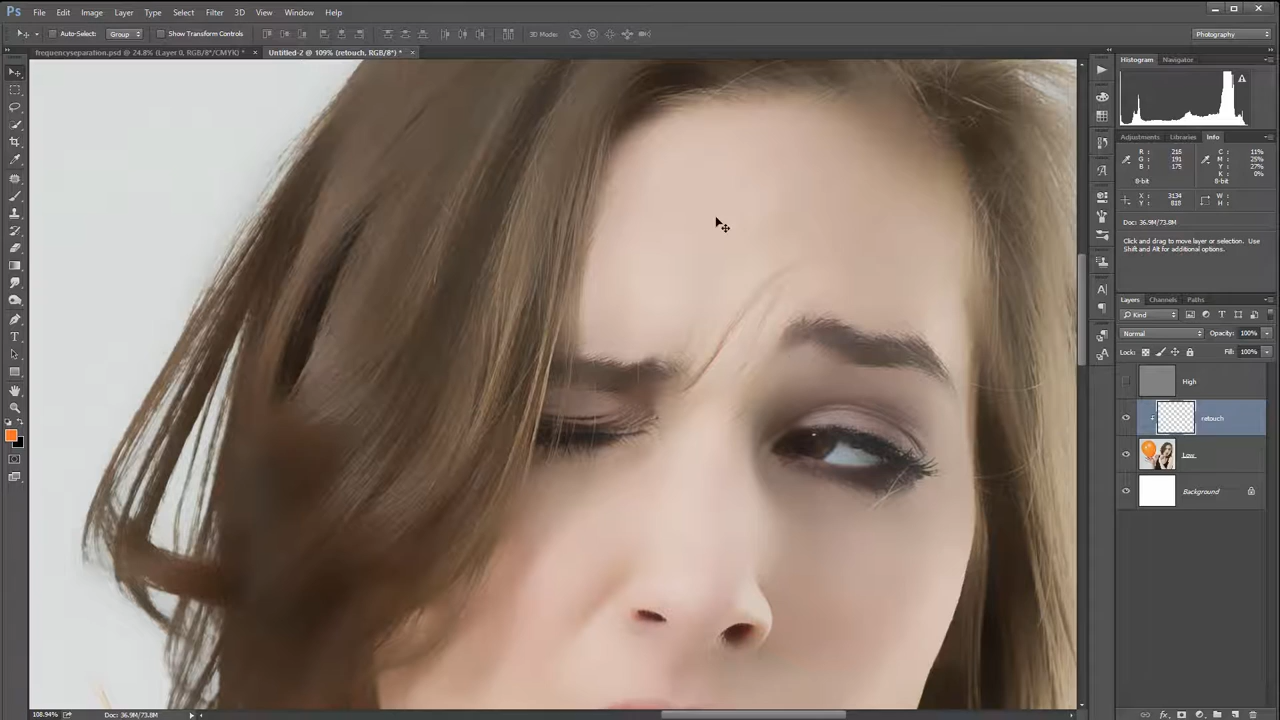 Ps File Edit Image Layer Type Select Filter 3D View Window Help
Auto-Select: Group Show Transform Controls 3D Mode: Photography
frequencyseparation.psd @ 24.8% (Layer 0, RGB/8*/CMYK) * × Untitled-2 @ 109% (retouch, RGB/8*) * ×
Histogram Navigator
Adjustments Libraries Info
R : 215 C : 11%
G : 191 M : 25%
B : 175 Y : 27%
K : 0%
8-bit 8-bit
X : 3134 W :
Y : 818 H :
Doc: 36.9M/73.8M
Click and drag to move layer or selection. Use
Shift and Alt for additional options.
Layers Channels Paths
Kind
Normal Opacity: 100%
Lock: Fill: 100%
High
retouch
Low
Background
108.94% Doc: 36.9M/73.8M